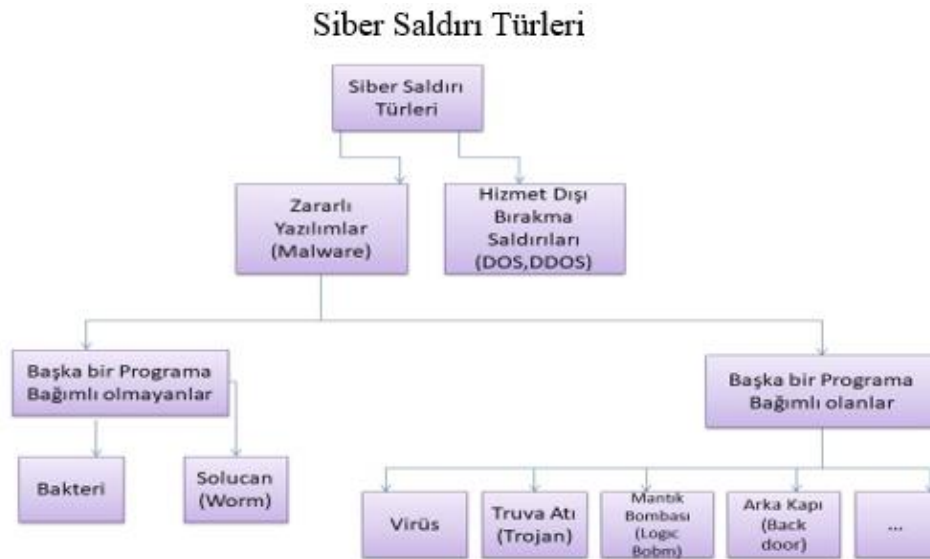 Siber Saldırı Türleri
Siber Saldırı
Türleri
Zararlı
Yazılımlar
(Malware)
Hizmet Dışı
Bırakma
Saldırıları
(DOS,DDOS)
Başka bir Programa
Bağımlı olmayanlar
Başka bir Programa
Bağımlı olanlar
Bakteri
Solucan
(Worm)
Virüs
Truva Atı
(Trojan)
Mantık
Bombası
(Logic
Bobm)
Arka Kapı
(Back
door)
...